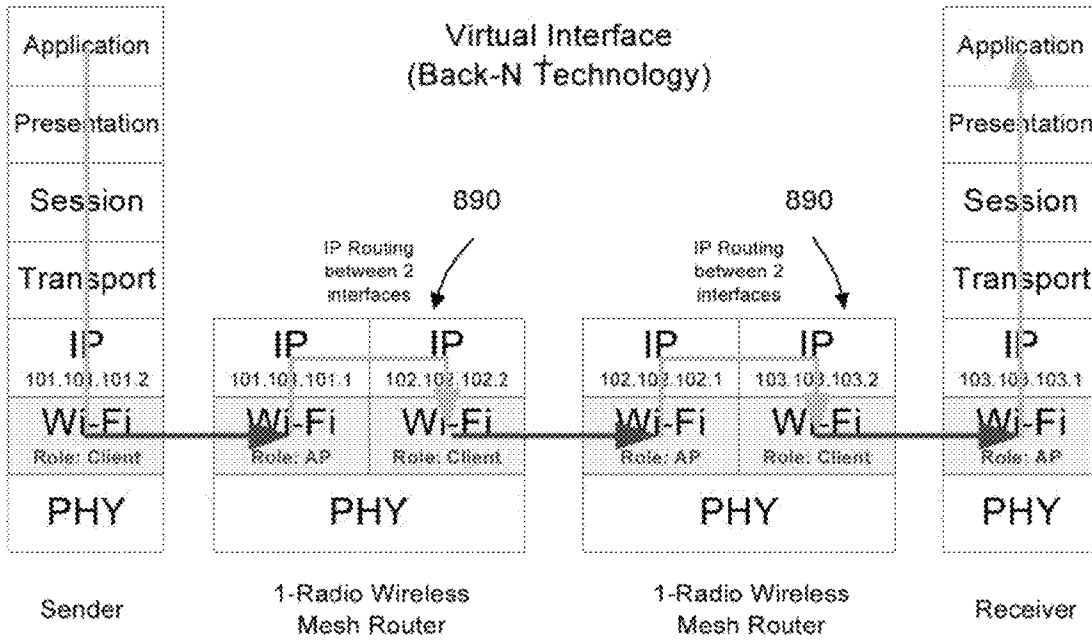 Virtual Interface
(Back-N Technology)
Application
Presentation
Session
Transport
IP
101.101.101.2
Wi-Fi
Role: Client
PHY
Sender
890
IP Routing
between 2
interfaces
IP
101.101.101.1
Wi-Fi
Role: AP
IP
102.102.102.2
Wi-Fi
Role: Client
PHY
1-Radio Wireless
Mesh Router
890
IP Routing
between 2
interfaces
IP
102.102.102.1
Wi-Fi
Role: AP
IP
103.103.103.2
Wi-Fi
Role: Client
PHY
1-Radio Wireless
Mesh Router
Application
Presentation
Session
Transport
IP
103.103.103.1
Wi-Fi
Role: AP
PHY
Receiver